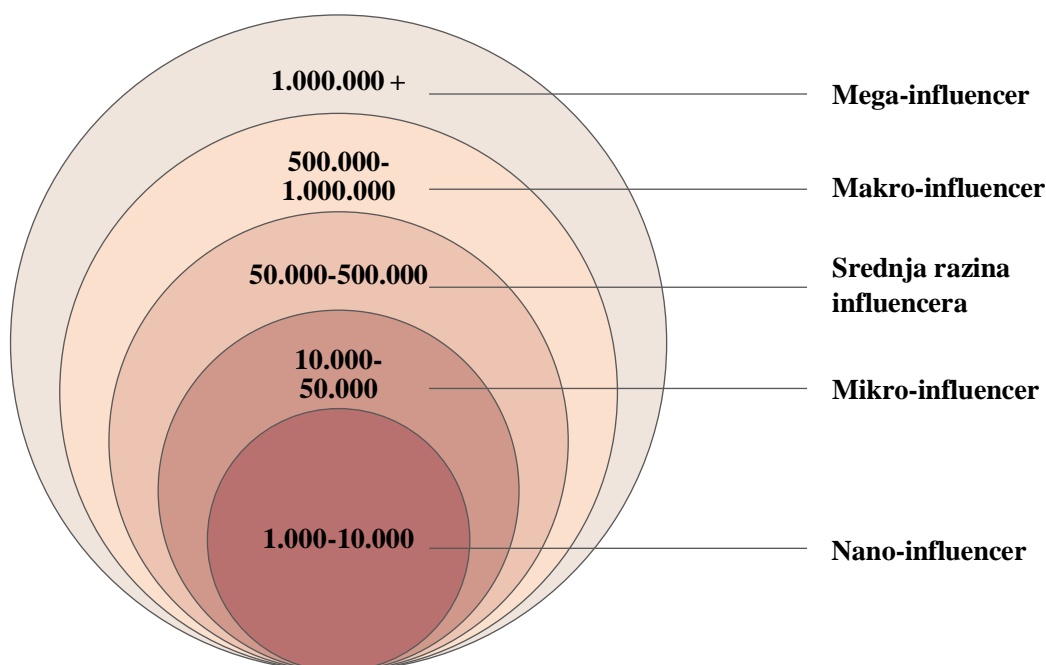 1.000.000 +
Mega-influencer
500.000-
1.000.000
Makro-influencer
50.000-500.000
Srednja razina
influencera
10.000-
50.000
Mikro-influencer
1.000-10.000
Nano-influencer